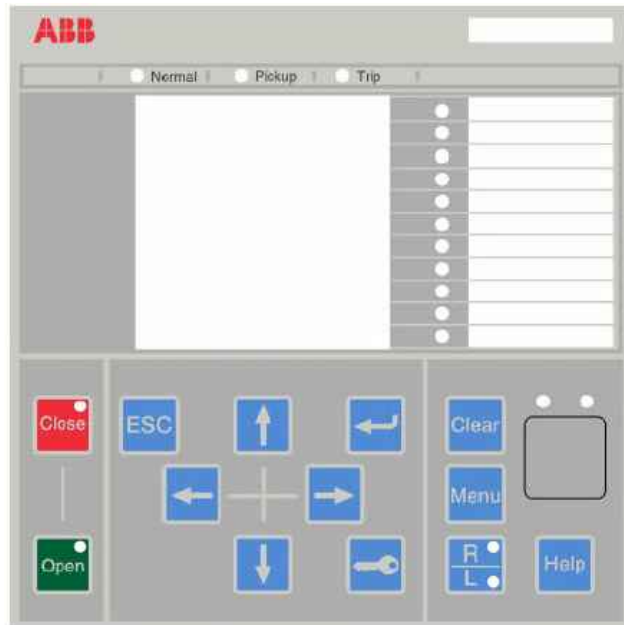 ABB
Normal Pickup Trip
Close ESC Clear
Menu
Open R L Help